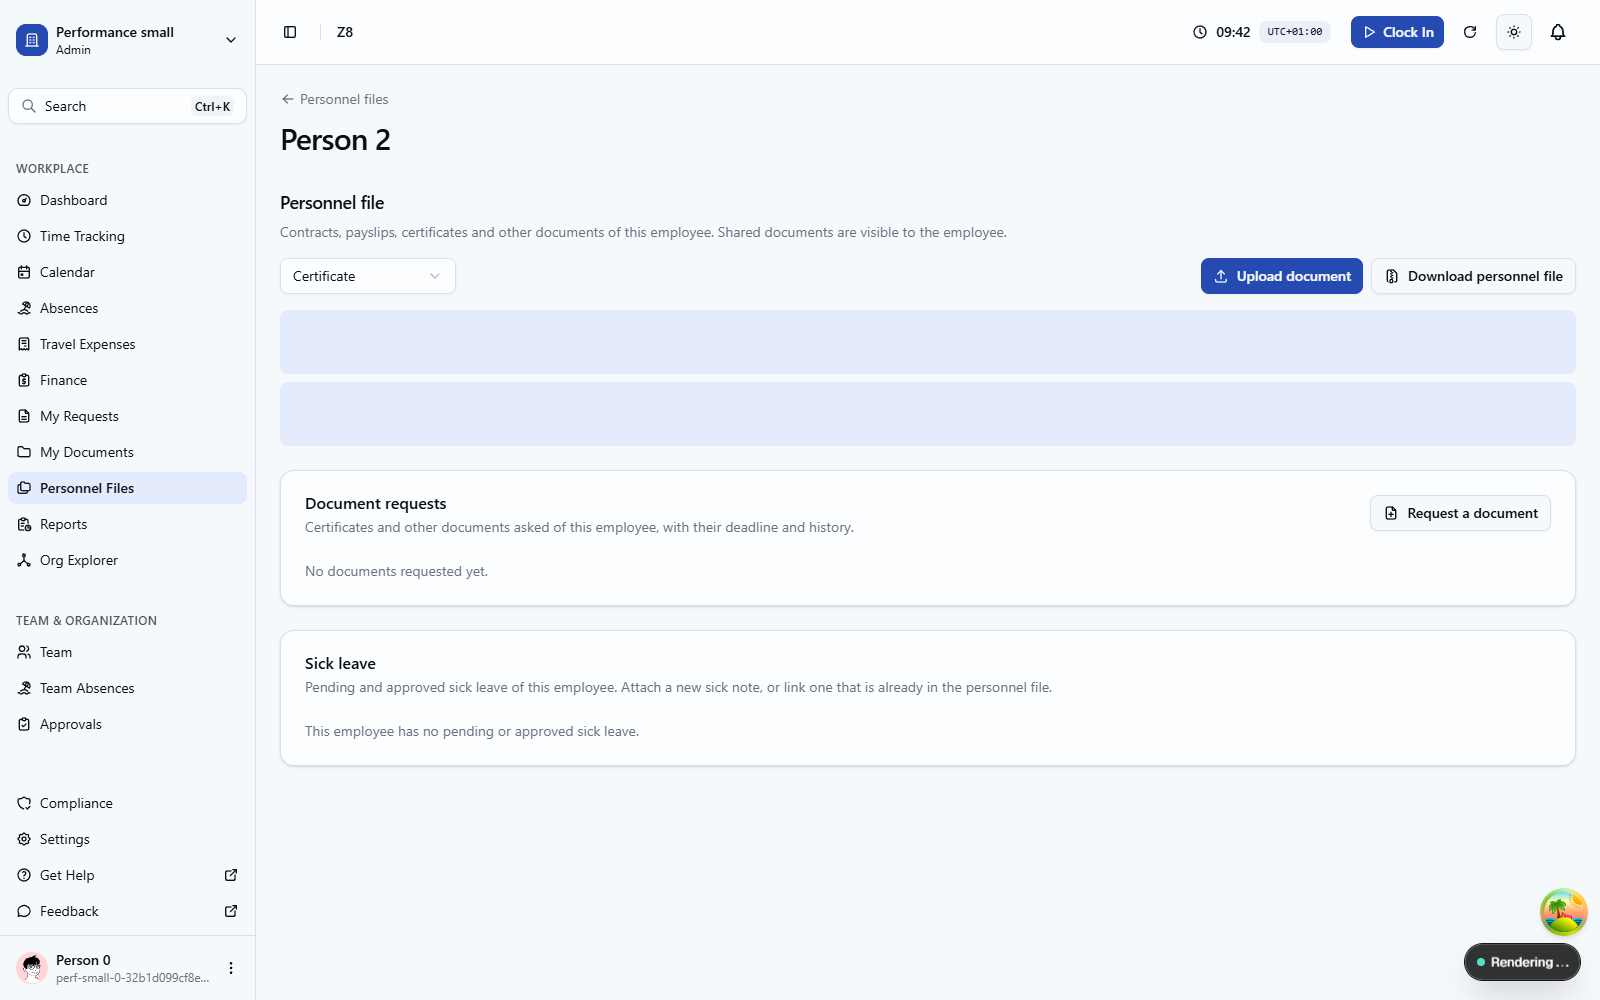 Performance small
Admin
Search
Ctrl+K
WORKPLACE
Dashboard
Time Tracking
Calendar
Absences
Travel Expenses
Finance
My Requests
My Documents
Personnel Files
Reports
Org Explorer
TEAM & ORGANIZATION
Team
Team Absences
Approvals
Compliance
Settings
Get Help
Feedback
Person 0
perf-small-0-32b1d099cf8e...
Z8
09:42
UTC+01:00
Clock In
Personnel files
Person 2
Personnel file
Contracts, payslips, certificates and other documents of this employee. Shared documents are visible to the employee.
Certificate
Upload document
Download personnel file
Document requests
Certificates and other documents asked of this employee, with their deadline and history.
Request a document
No documents requested yet.
Sick leave
Pending and approved sick leave of this employee. Attach a new sick note, or link one that is already in the personnel file.
This employee has no pending or approved sick leave.
Rendering ...